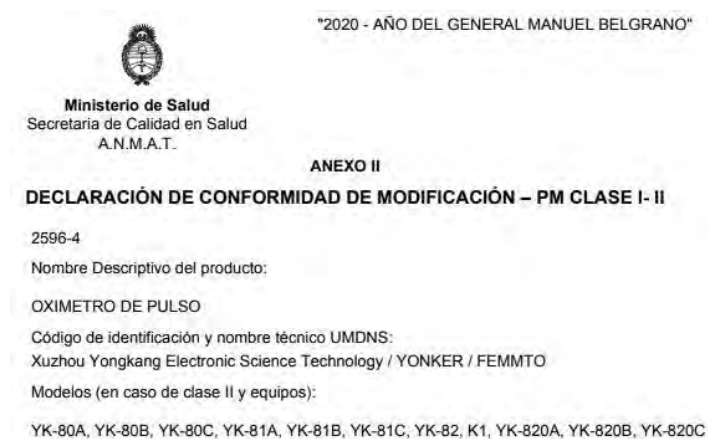 "2020 - AÑO DEL GENERAL MANUEL BELGRANO"
Ministerio de Salud
Secretaria de Calidad en Salud
A.N.M.A.T.
ANEXO II
DECLARACIÓN DE CONFORMIDAD DE MODIFICACIÓN – PM CLASE I- II
2596-4
Nombre Descriptivo del producto:
OXIMETRO DE PULSO
Código de identificación y nombre técnico UMDNS:
Xuzhou Yongkang Electronic Science Technology / YONKER / FEMMTO
Modelos (en caso de clase II y equipos):
YK-80A, YK-80B, YK-80C, YK-81A, YK-81B, YK-81C, YK-82, K1, YK-820A, YK-820B, YK-820C